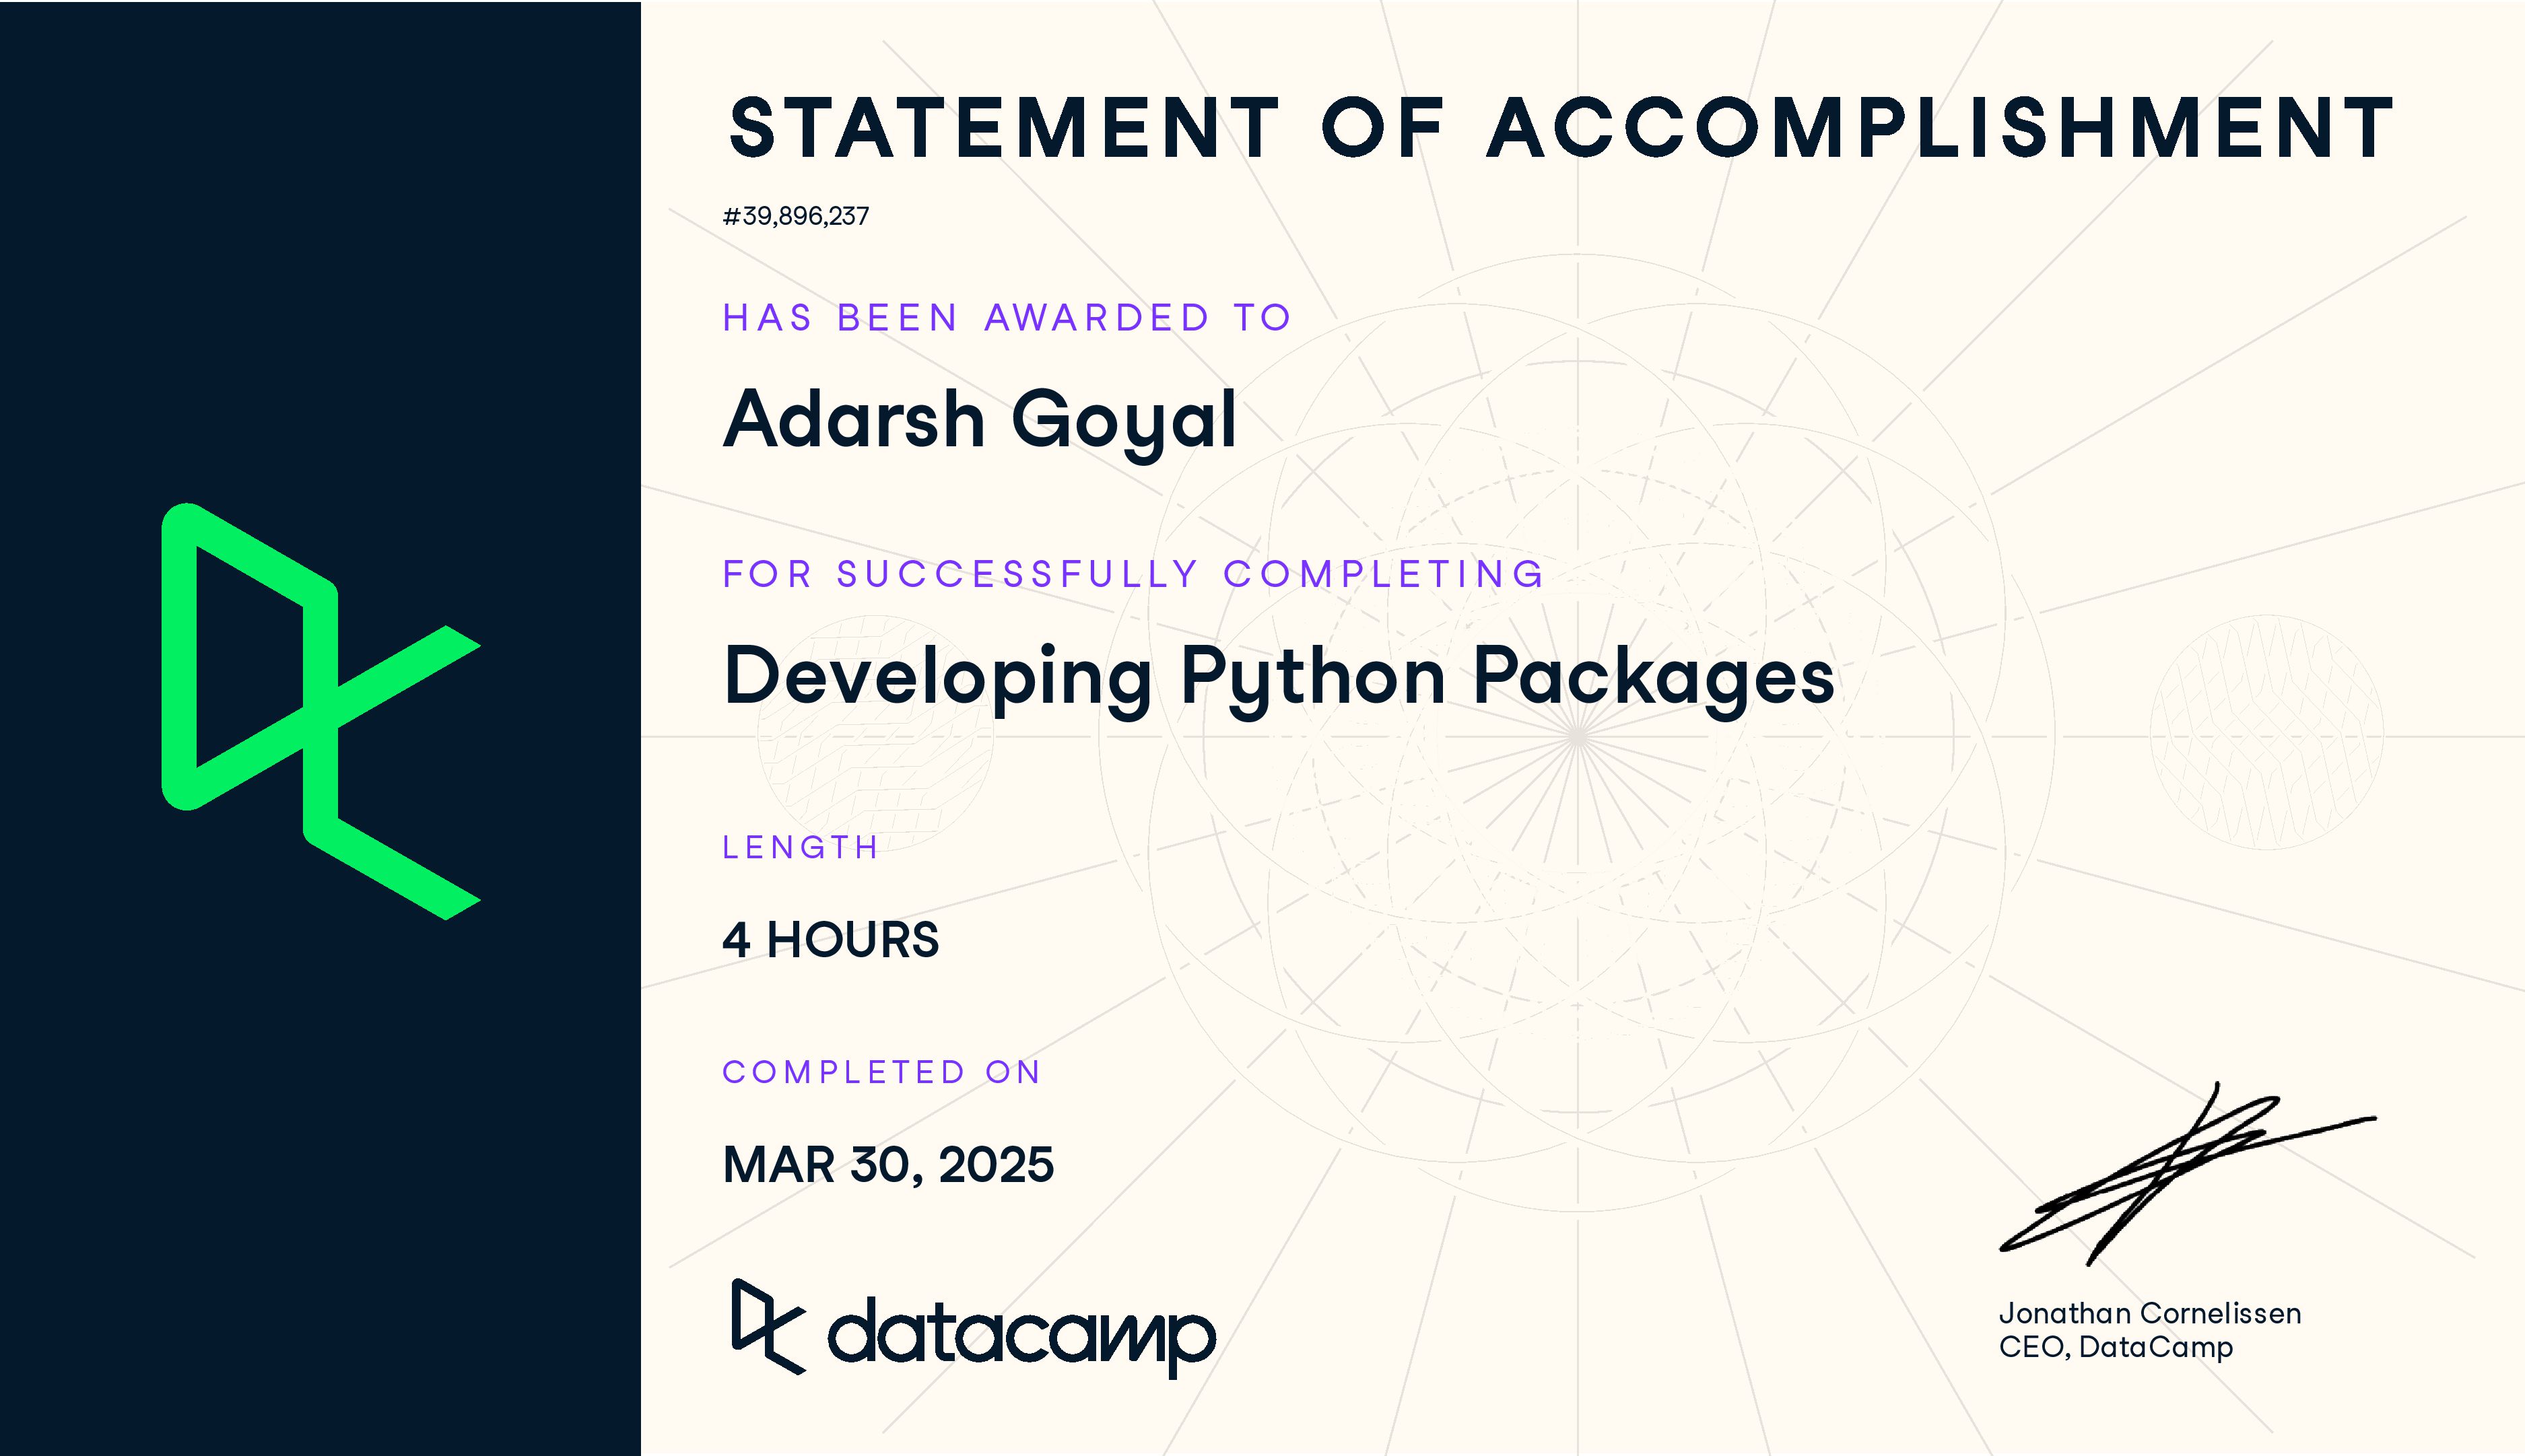 STATEMENT OF ACCOMPLISHMENT
#39,896,237
HAS BEEN AWARDED TO
Adarsh Goyal
FOR SUCCESSFULLY COMPLETING
Developing Python Packages
LENGTH
4 HOURS
COMPLETED ON
MAR 30, 2025
datacamp
Jonathan Cornelissen
CEO, DataCamp